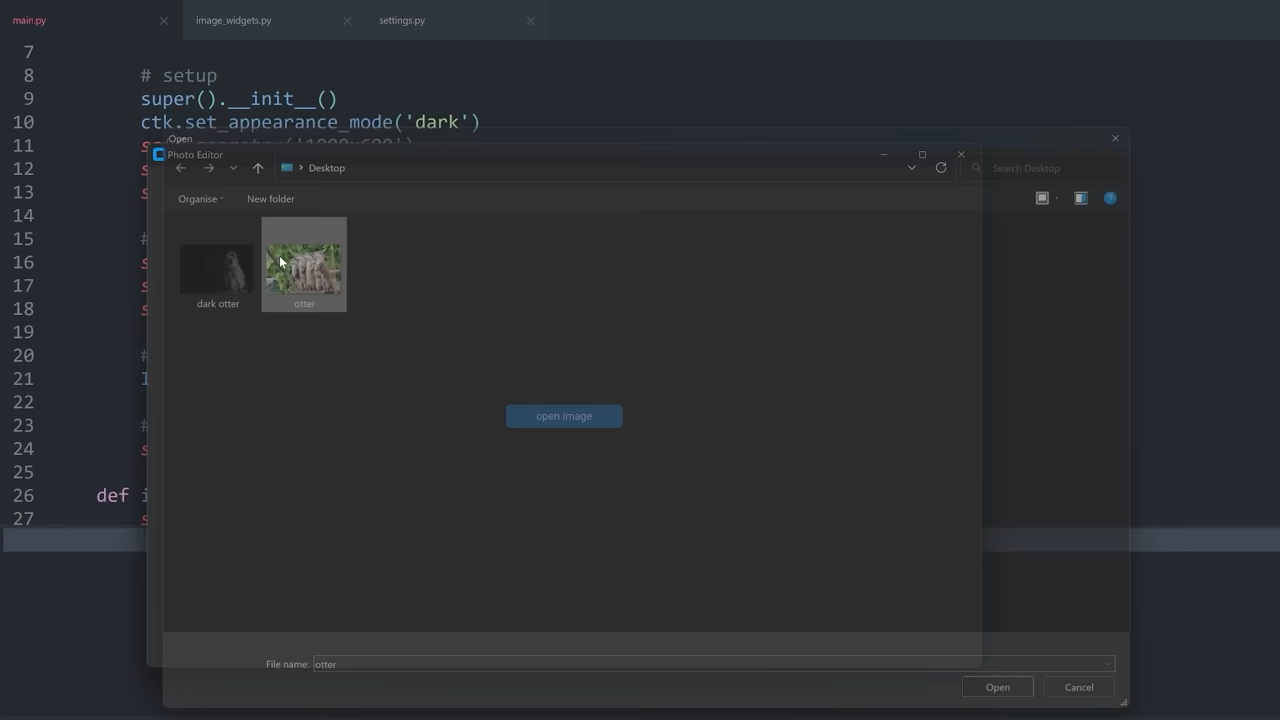 main.py
image_widgets.py
settings.py
7
8 # setup
9 super().__init__()
10 ctk.set_appearance_mode('dark')
11
Open
Photo Editor
12
Desktop
Search Desktop
13
Organise
New folder
14
15 #
16
17
18
dark otter
otter
19
20 #
21
22
open image
23 #
24
25
26 def
27
File name: otter
Open
Cancel